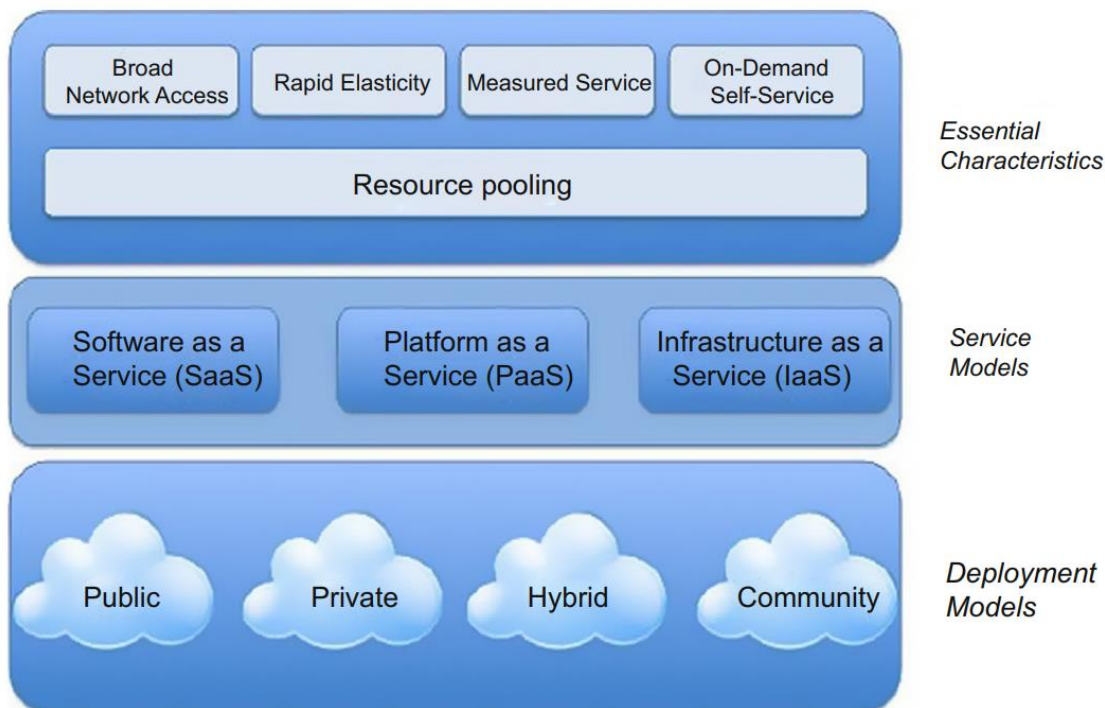 Broad
Network Access
Rapid Elasticity
Measured Service
On-Demand
Self-Service
Resource pooling
Essential
Characteristics
Software as a
Service (SaaS)
Platform as a
Service (PaaS)
Infrastructure as a
Service (IaaS)
Service
Models
Public
Private
Hybrid
Community
Deployment
Models